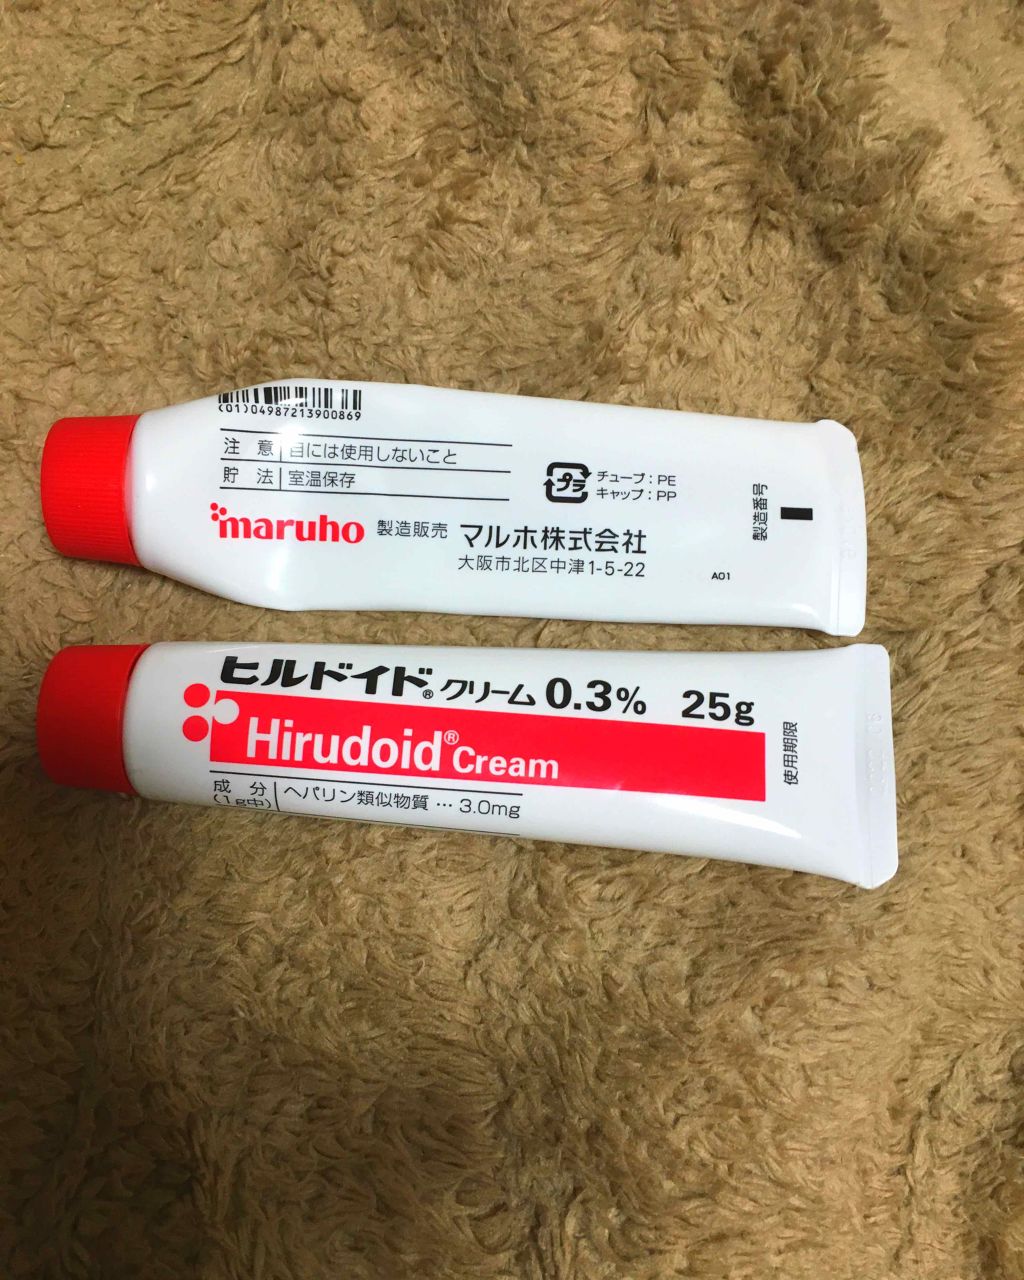 (01)04987213900869
注意 目には使用しないこと
貯法 室温保存
プラ
チューブ:PE
キャップ:PP
maruho 製造販売 マルホ株式会社
大阪市北区中津1-5-22
A01
製造番号
ヒルドイド® クリーム 0.3% 25g
Hirudoid® Cream
成分 ヘパリン類似物質 … 3.0mg
(1g中)
使用期限